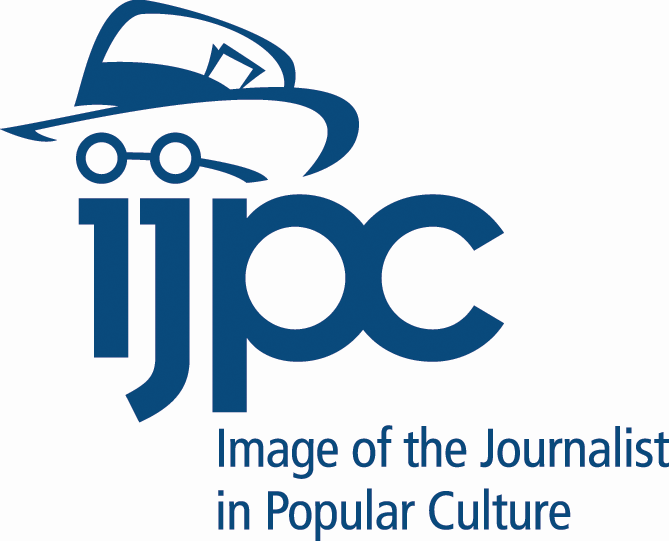 ijpc
Image of the Journalist
in Popular Culture